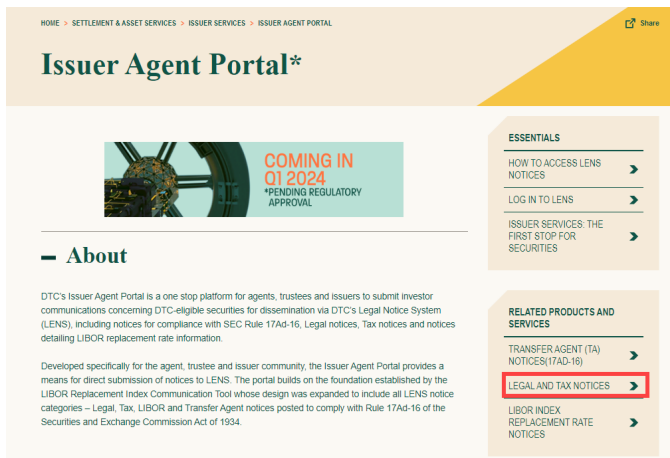 HOME > SETTLEMENT & ASSET SERVICES > ISSUER SERVICES > ISSUER AGENT PORTAL
Share
Issuer Agent Portal*
COMING IN
Q1 2024
*PENDING REGULATORY
APPROVAL
About
DTC's Issuer Agent Portal is a one stop platform for agents, trustees and issuers to submit investor
communications concerning DTC-eligible securities for dissemination via DTC's Legal Notice System
(LENS), including notices for compliance with SEC Rule 17Ad-16, Legal notices, Tax notices and notices
detailing LIBOR replacement rate information.
Developed specifically for the agent, trustee and issuer community, the Issuer Agent Portal provides a
means for direct submission of notices to LENS. The portal builds on the foundation established by the
LIBOR Replacement Index Communication Tool whose design was expanded to include all LENS notice
categories – Legal, Tax, LIBOR and Transfer Agent notices posted to comply with Rule 17Ad-16 of the
Securities and Exchange Commission Act of 1934.
ESSENTIALS
HOW TO ACCESS LENS
NOTICES
LOG IN TO LENS
ISSUER SERVICES: THE
FIRST STOP FOR
SECURITIES
RELATED PRODUCTS AND
SERVICES
TRANSFER AGENT (TA)
NOTICES(17AD-16)
LEGAL AND TAX NOTICES
LIBOR INDEX
REPLACEMENT RATE
NOTICES